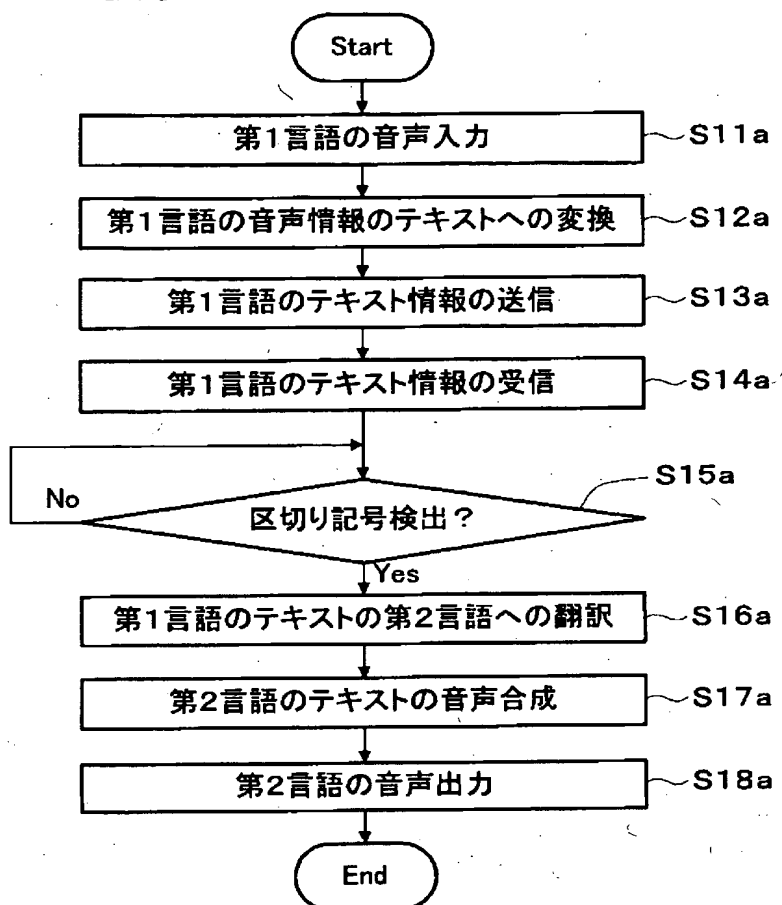 Start
第1言語の音声入力 S11a
第1言語の音声情報のテキストへの変換 S12a
第1言語のテキスト情報の送信 S13a
第1言語のテキスト情報の受信 S14a
S15a
No 区切り記号検出?
Yes
第1言語のテキストの第2言語への翻訳 S16a
第2言語のテキストの音声合成 S17a
第2言語の音声出力 S18a
End